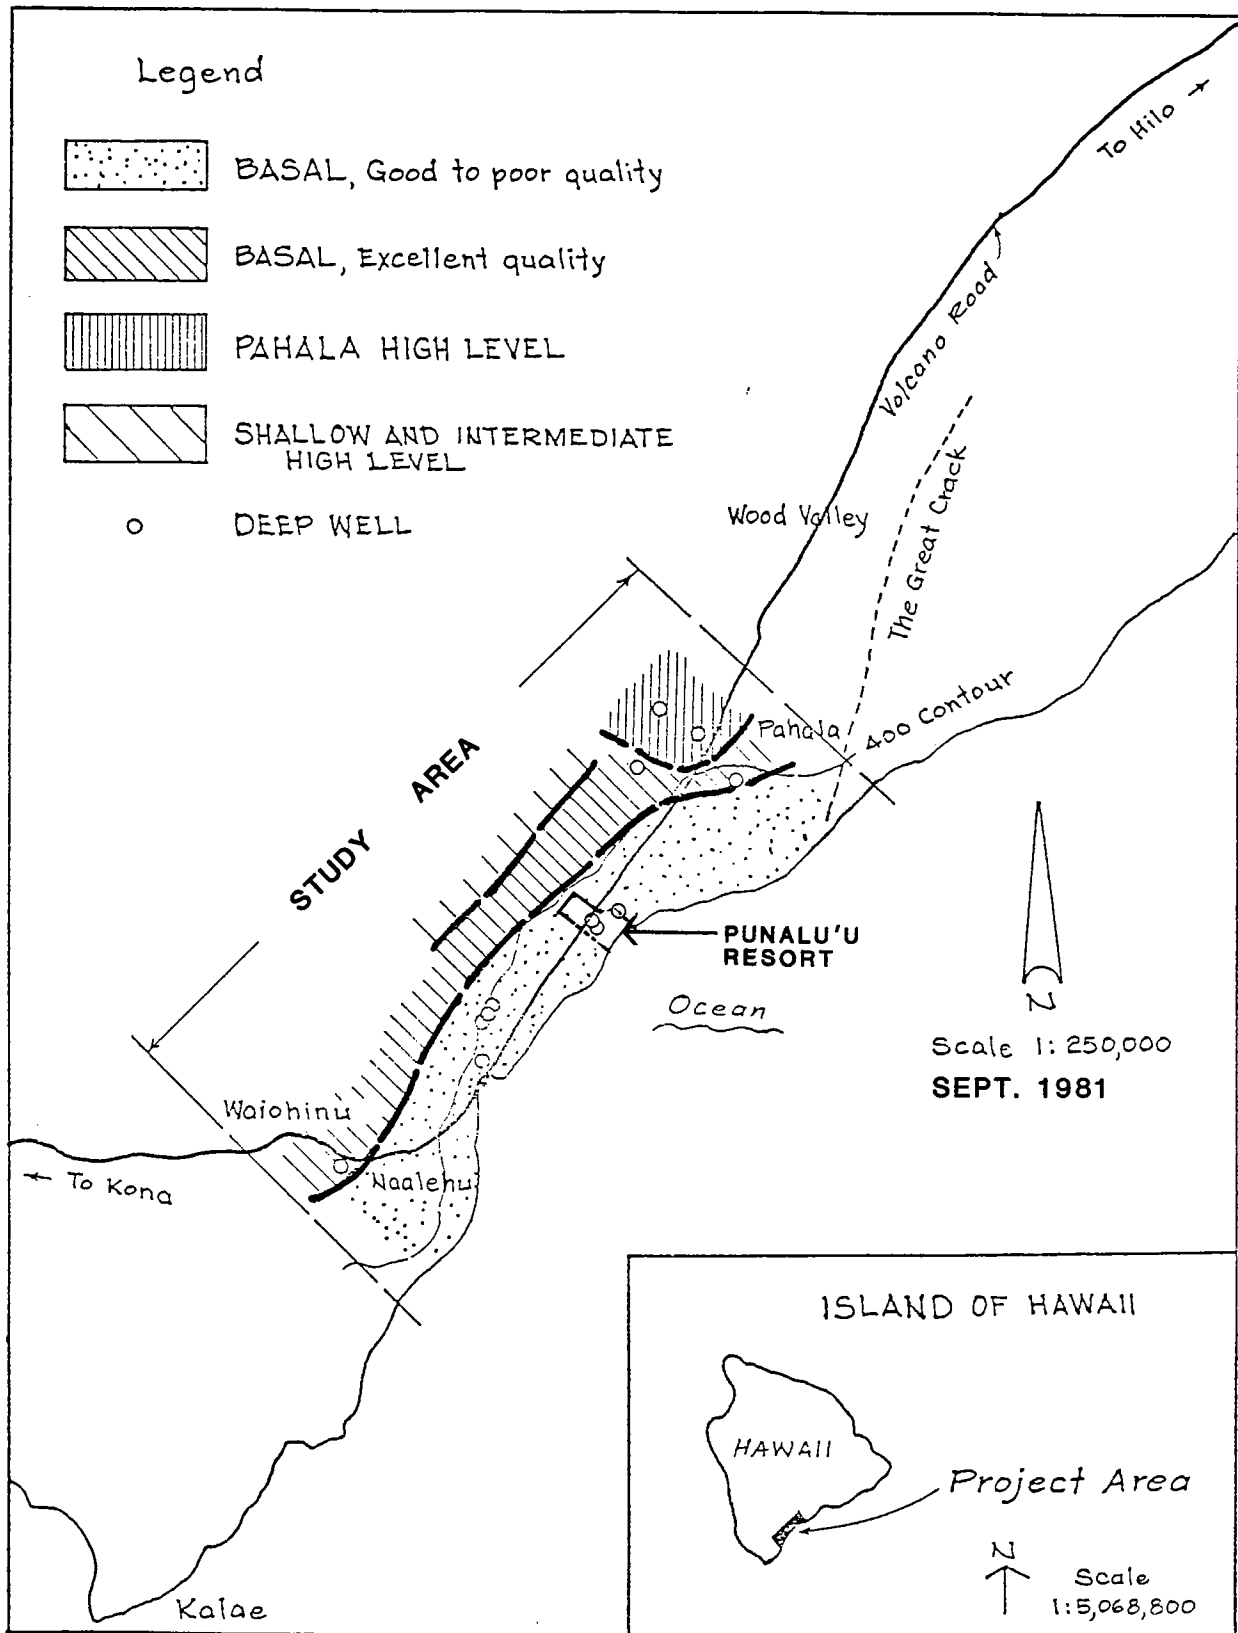 Legend
BASAL, Good to poor quality
BASAL, Excellent quality
PAHALA HIGH LEVEL
SHALLOW AND INTERMEDIATE
HIGH LEVEL
DEEP WELL
To Hilo
Volcano Road
Wood Valley
The Great Crack
400 Contour
Pahala
STUDY AREA
PUNALU'U
RESORT
Ocean
N
Scale 1:250,000
SEPT. 1981
Waiohinu
Naalehu
To Kona
Kalae
ISLAND OF HAWAII
HAWAII
Project Area
N
Scale
1:5,068,800